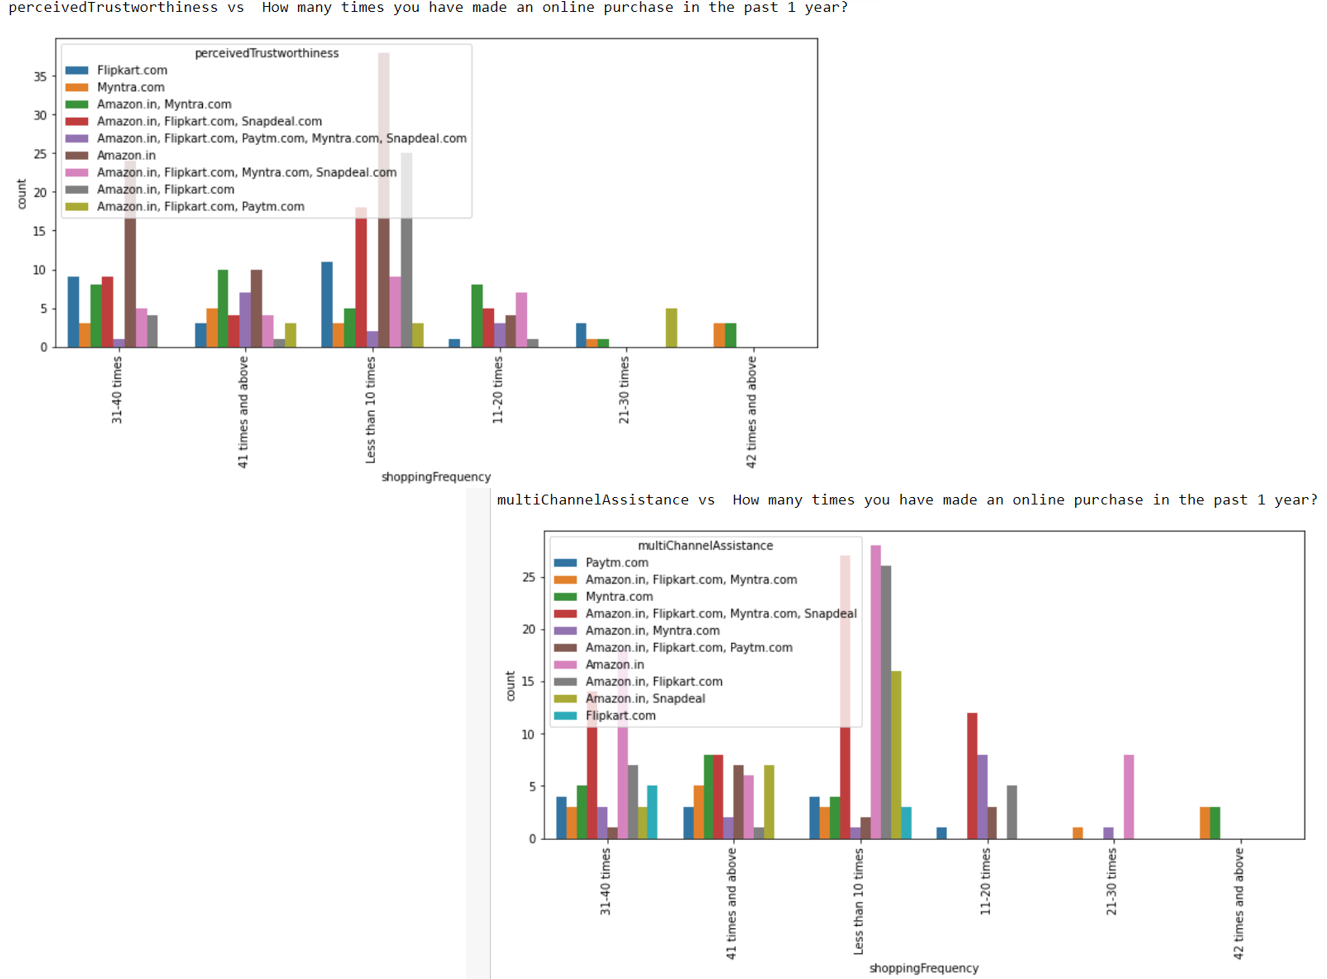 perceivedTrustworthiness vs  How many times you have made an online purchase in the past 1 year?
perceivedTrustworthiness
Flipkart.com
Myntra.com
Amazon.in, Myntra.com
Amazon.in, Flipkart.com, Snapdeal.com
Amazon.in, Flipkart.com, Paytm.com, Myntra.com, Snapdeal.com
Amazon.in
Amazon.in, Flipkart.com, Myntra.com, Snapdeal.com
Amazon.in, Flipkart.com
Amazon.in, Flipkart.com, Paytm.com
35
30
25
20
15
10
5
0
count
31-40 times
41 times and above
Less than 10 times
11-20 times
21-30 times
42 times and above
shoppingFrequency
multiChannelAssistance vs  How many times you have made an online purchase in the past 1 year?
multiChannelAssistance
Paytm.com
Amazon.in, Flipkart.com, Myntra.com
Myntra.com
Amazon.in, Flipkart.com, Myntra.com, Snapdeal
Amazon.in, Myntra.com
Amazon.in, Flipkart.com, Paytm.com
Amazon.in
Amazon.in, Flipkart.com
Amazon.in, Snapdeal
Flipkart.com
25
20
15
10
5
0
count
31-40 times
41 times and above
Less than 10 times
11-20 times
21-30 times
42 times and above
shoppingFrequency